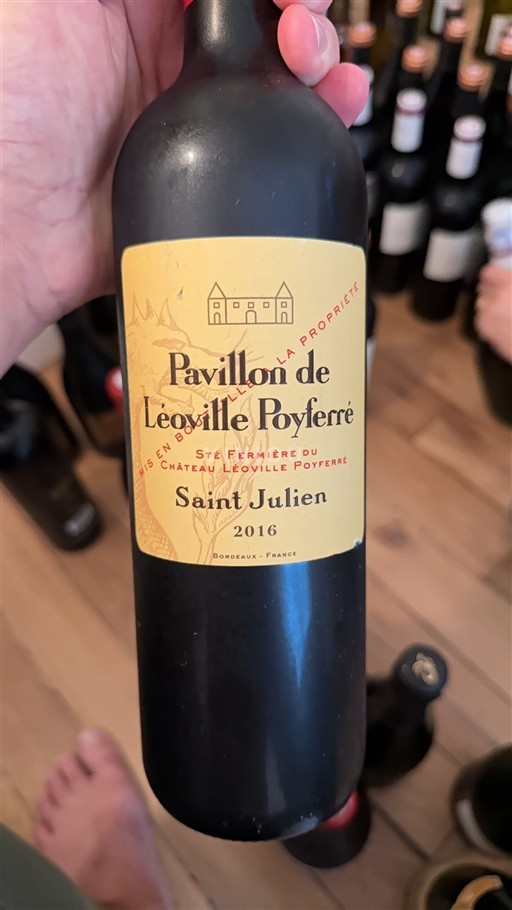 Pavillon de
Léoville Poyferré
MIS EN BOUTEILLE A LA PROPRIÉTÉ
STÉ FERMIÈRE DU
CHÂTEAU LÉOVILLE POYFERRÉ
Saint Julien
2016
BORDEAUX - FRANCE